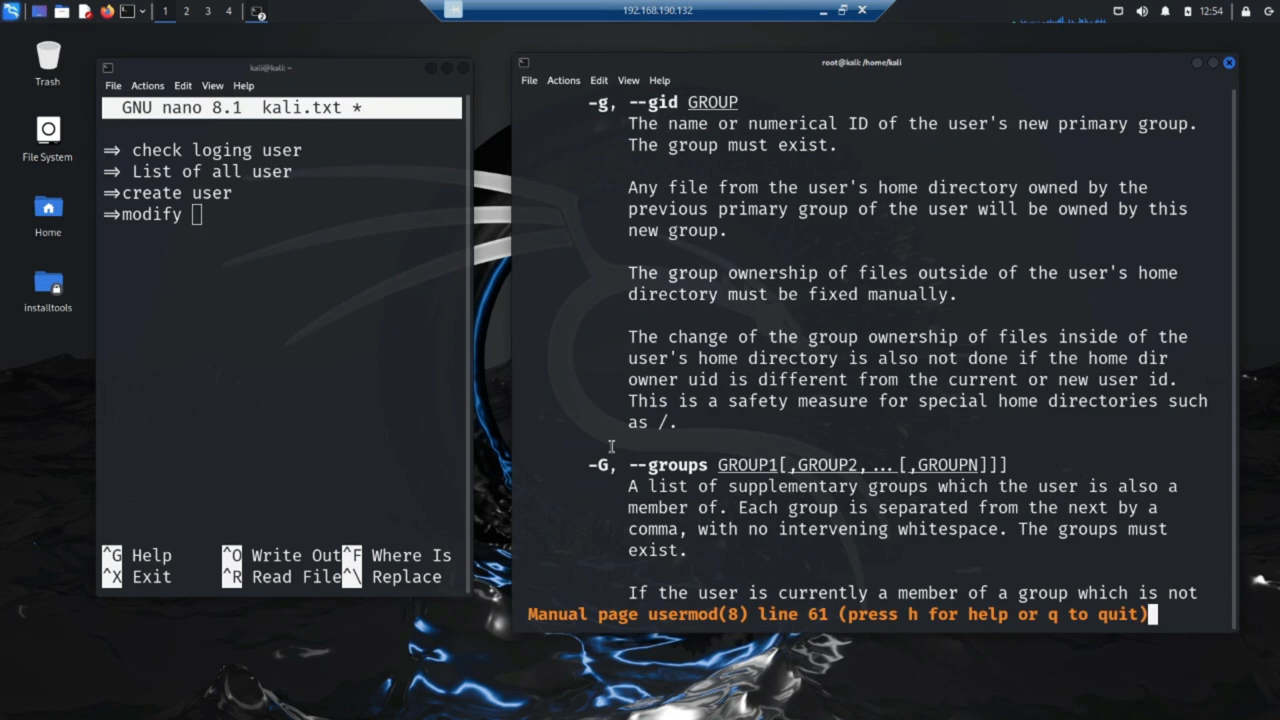 1 2 3 4
192.168.190.132
12:54
Trash
File System
Home
installtools
kali@kali: ~
File Actions Edit View Help
GNU nano 8.1 kali.txt *
⇒ check loging user
⇒ List of all user
⇒create user
⇒modify
^G Help ^O Write Out^F Where Is
^X Exit ^R Read File^\ Replace
root@kali: /home/kali
File Actions Edit View Help
-g, --gid GROUP
The name or numerical ID of the user's new primary group.
The group must exist.
Any file from the user's home directory owned by the
previous primary group of the user will be owned by this
new group.
The group ownership of files outside of the user's home
directory must be fixed manually.
The change of the group ownership of files inside of the
user's home directory is also not done if the home dir
owner uid is different from the current or new user id.
This is a safety measure for special home directories such
as /.
-G, --groups GROUP1[,GROUP2,...[,GROUPN]]]
A list of supplementary groups which the user is also a
member of. Each group is separated from the next by a
comma, with no intervening whitespace. The groups must
exist.
If the user is currently a member of a group which is not
Manual page usermod(8) line 61 (press h for help or q to quit)